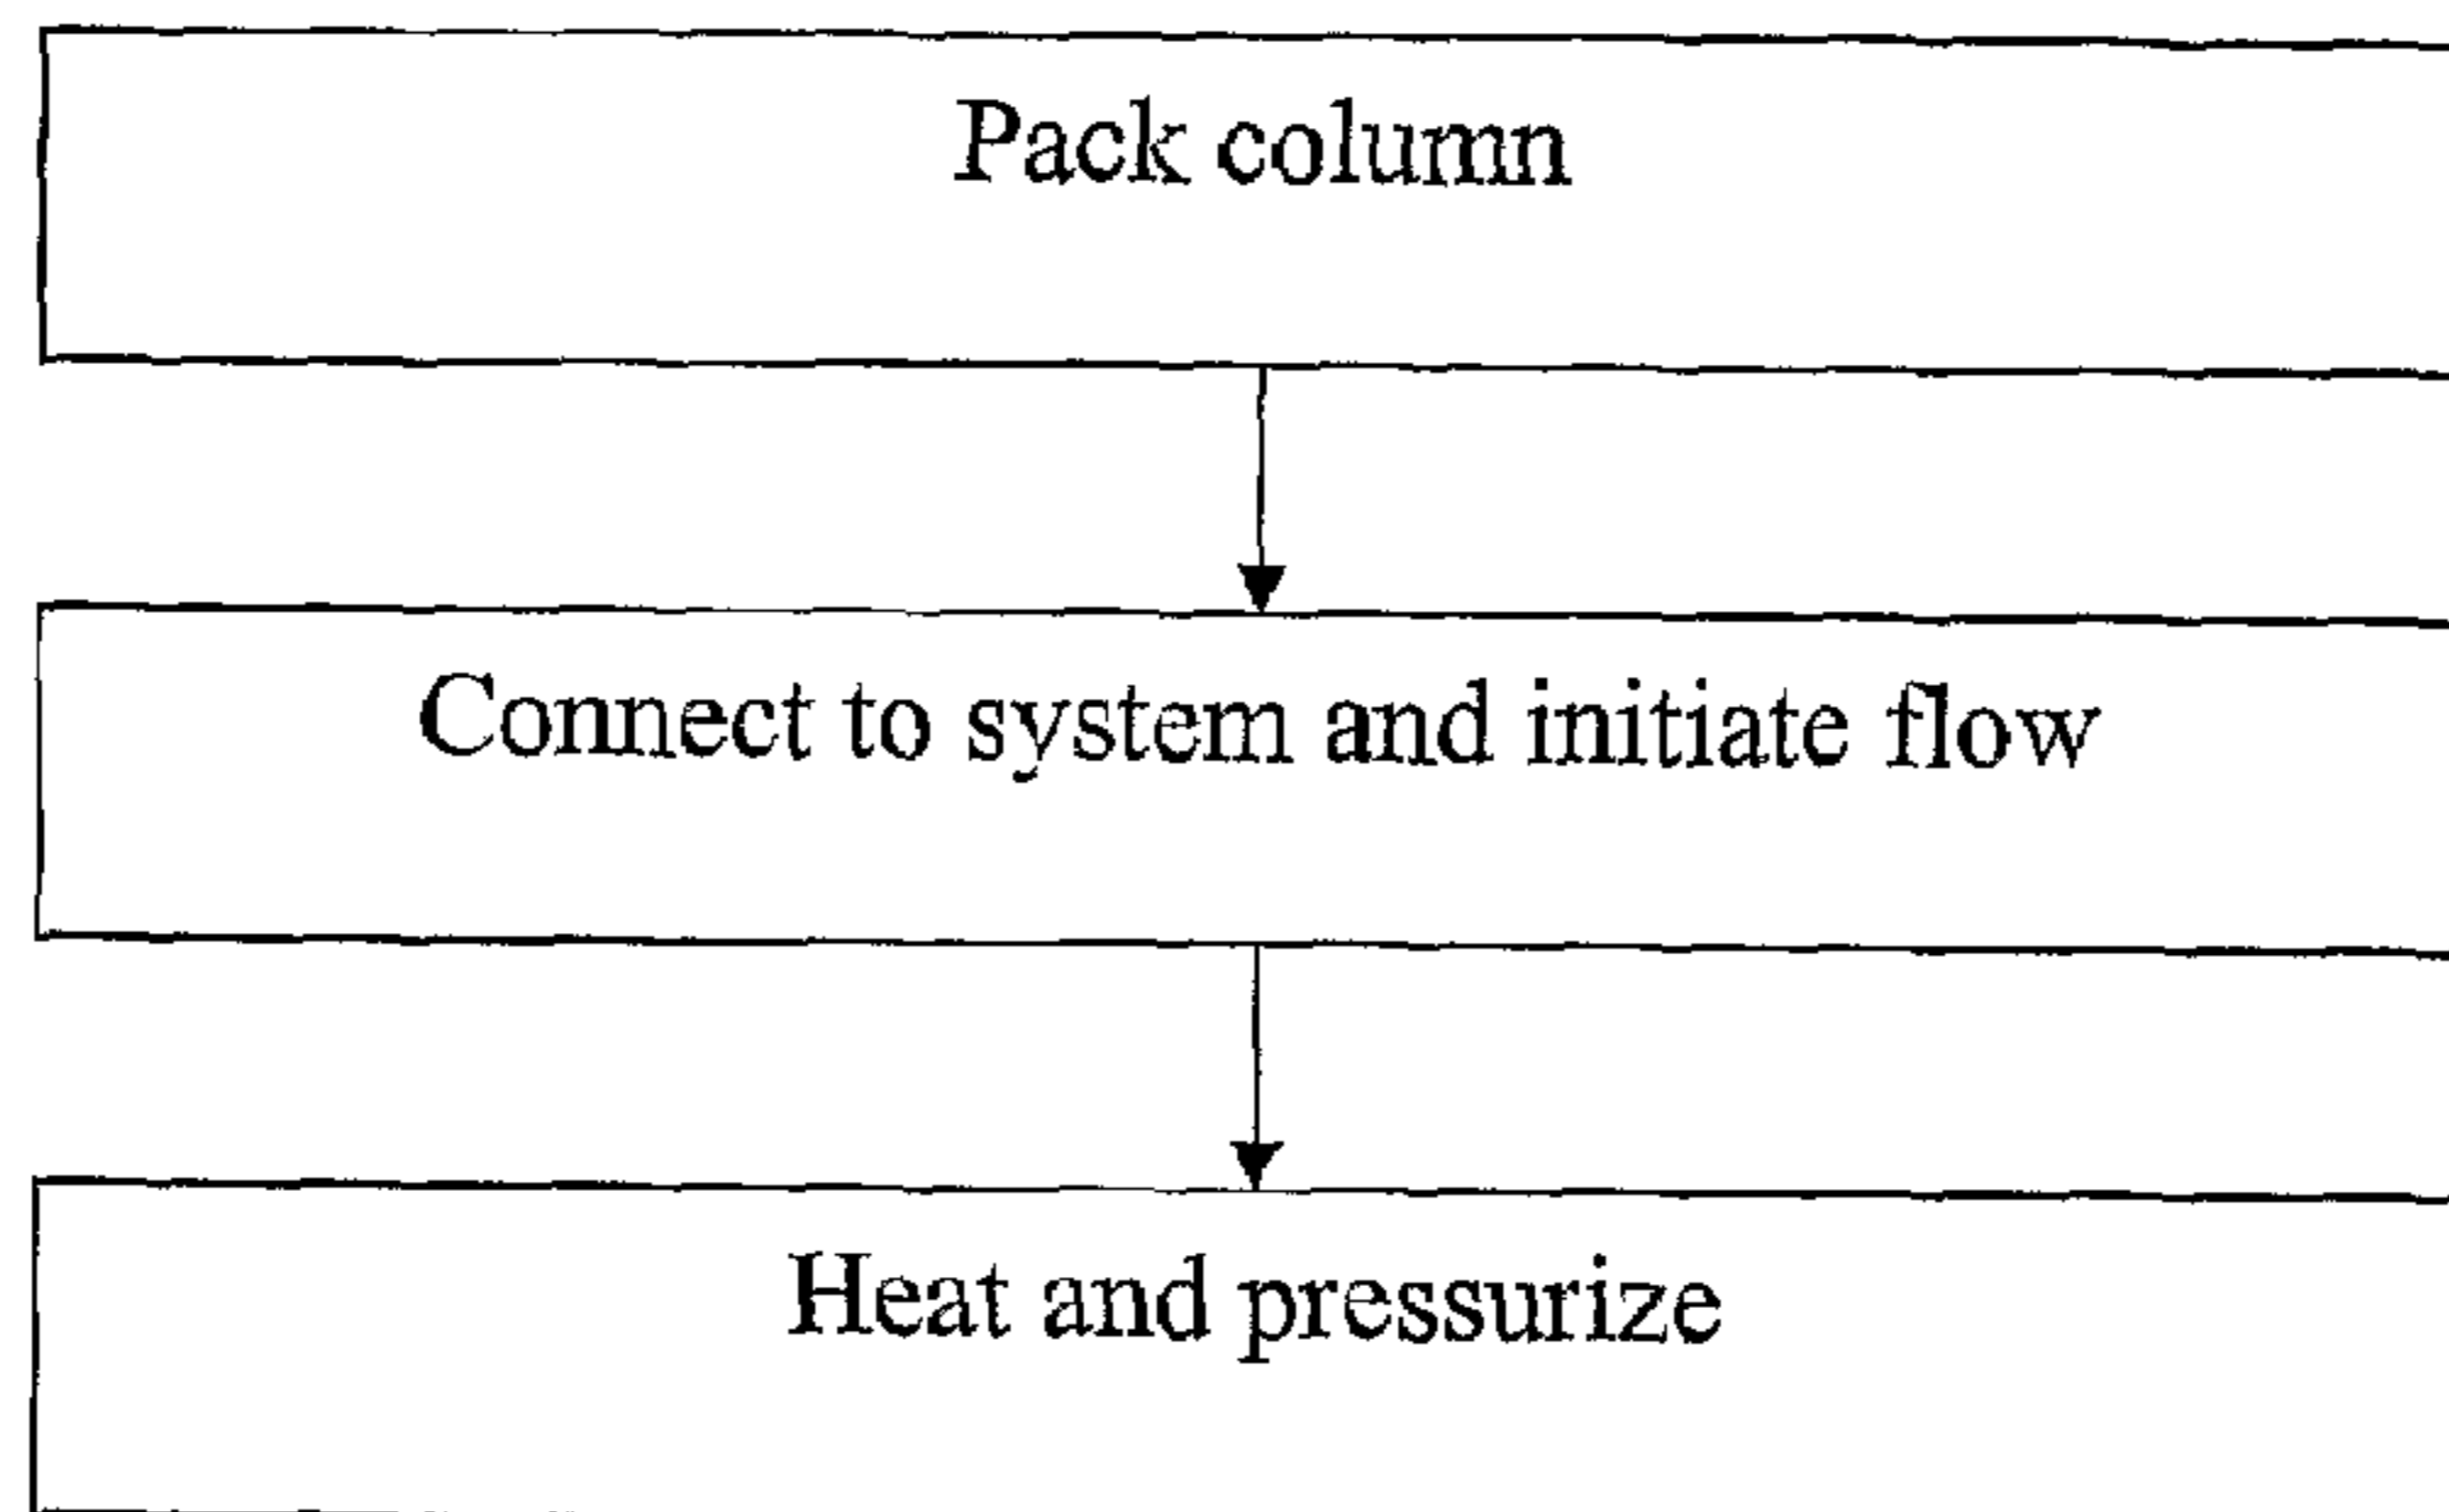 Pack column
Connect to system and initiate flow
Heat and pressurize